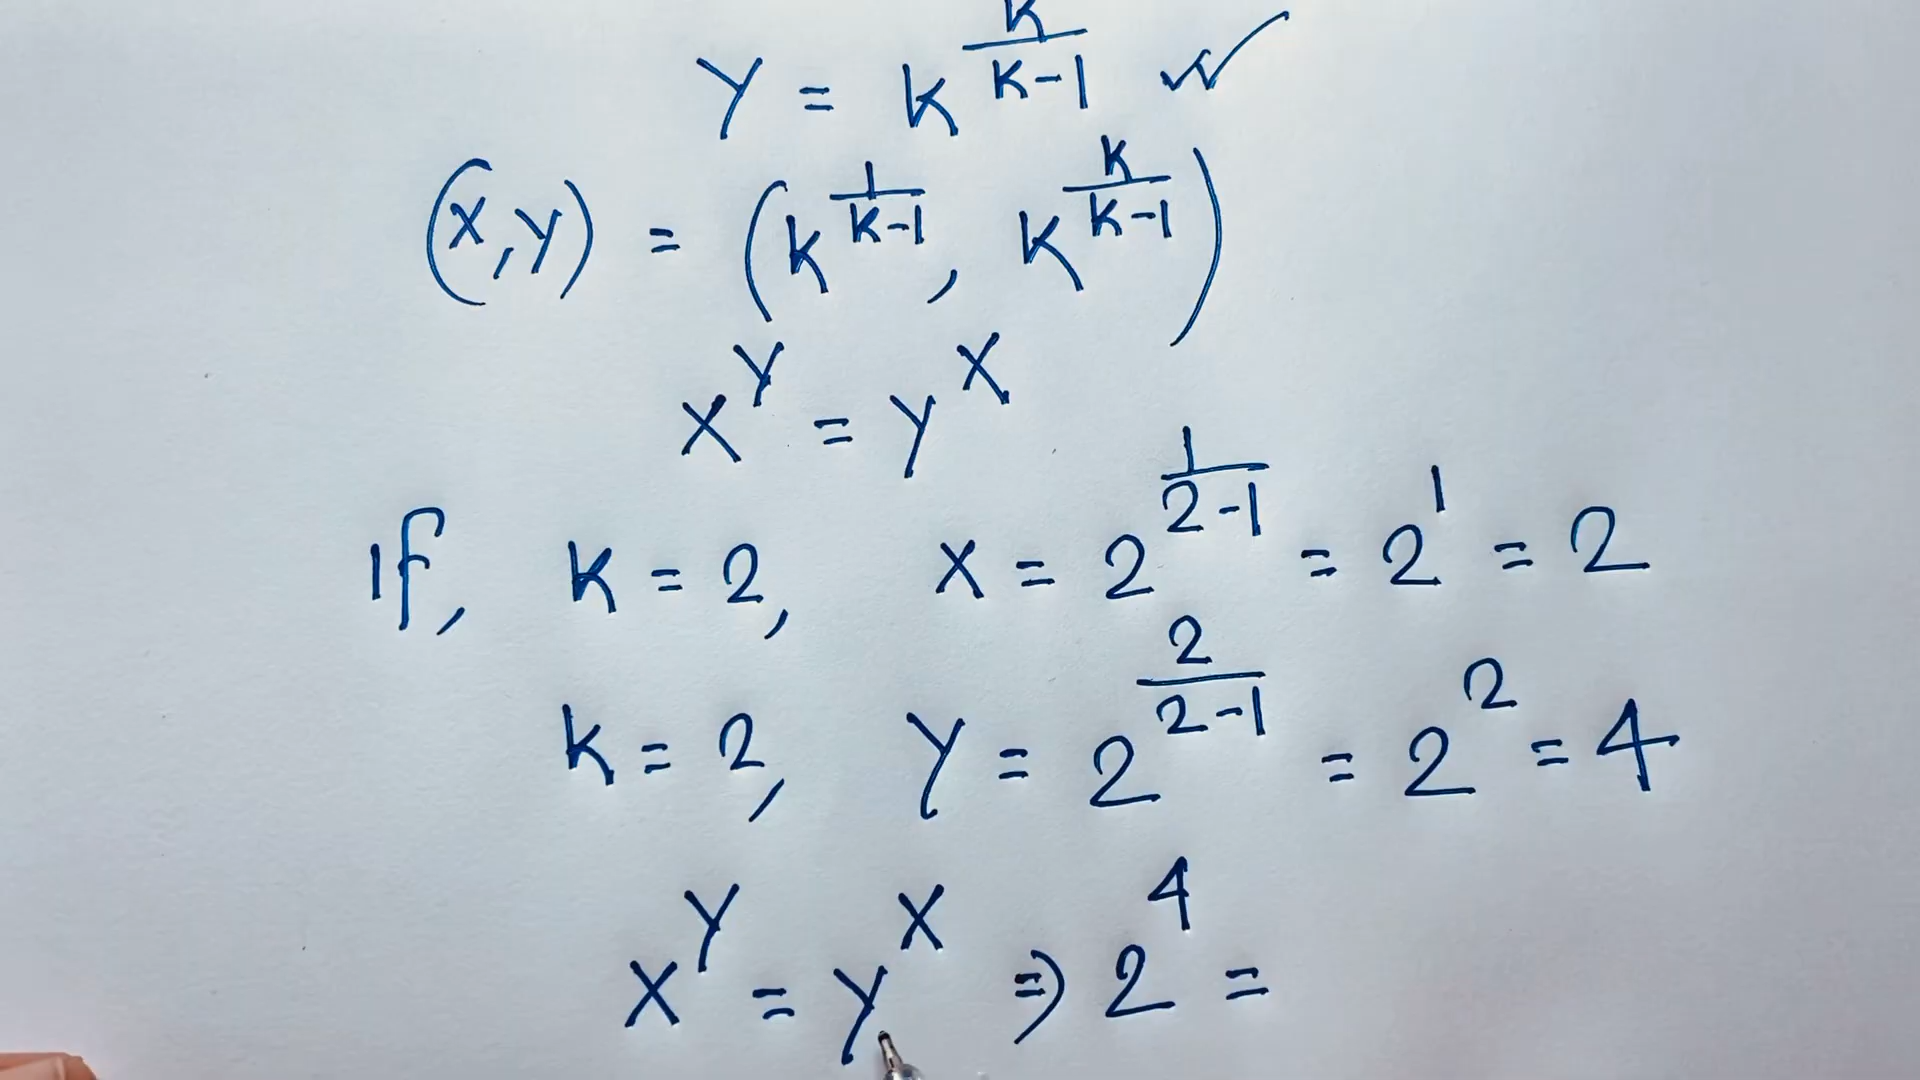 Y = K^(K/(K-1)) ✓
(X,Y) = (K^(1/(K-1)), K^(K/(K-1)))
X^Y = Y^X
If, K = 2, X = 2^(1/(2-1)) = 2^1 = 2
K = 2, Y = 2^(2/(2-1)) = 2^2 = 4
X^Y = Y^X ⇒ 2^4 =